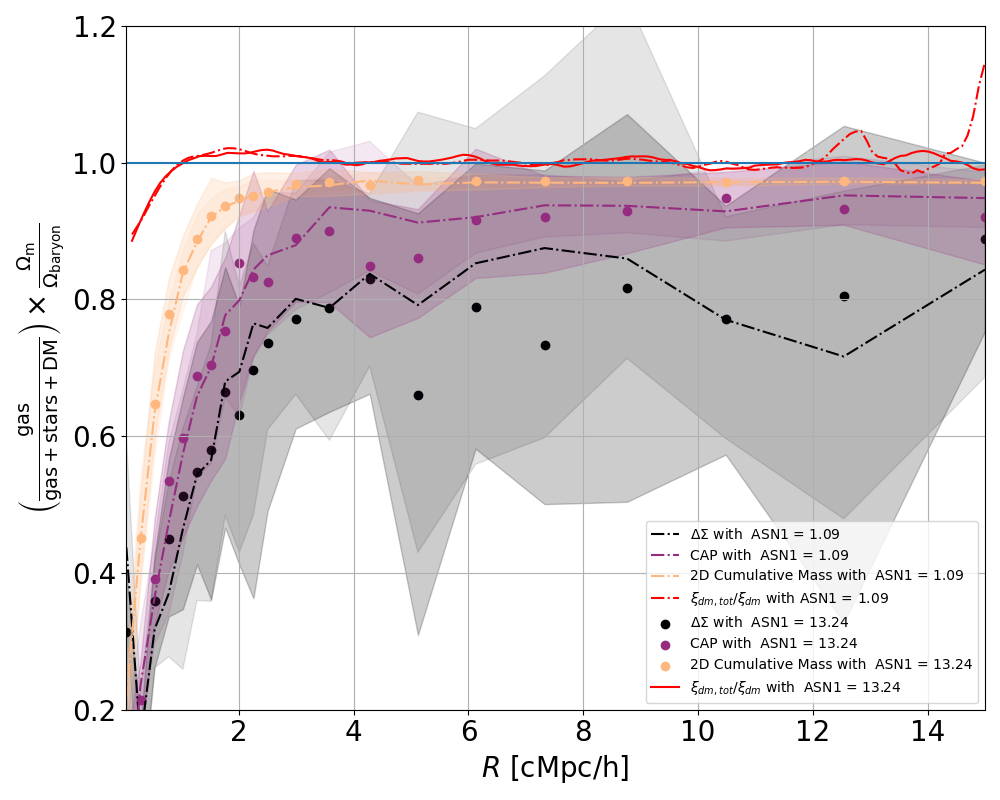 1.2
1.0
0.8
0.6
0.4
0.2
2 4 6 8 10 12 14
R [cMpc/h]
( gas / gas + stars + DM ) × Ωm / Ωbaryon
ΔΣ with ASN1 = 1.09
CAP with ASN1 = 1.09
2D Cumulative Mass with ASN1 = 1.09
ξdm,tot/ξdm with ASN1 = 1.09
ΔΣ with ASN1 = 13.24
CAP with ASN1 = 13.24
2D Cumulative Mass with ASN1 = 13.24
ξdm,tot/ξdm with ASN1 = 13.24